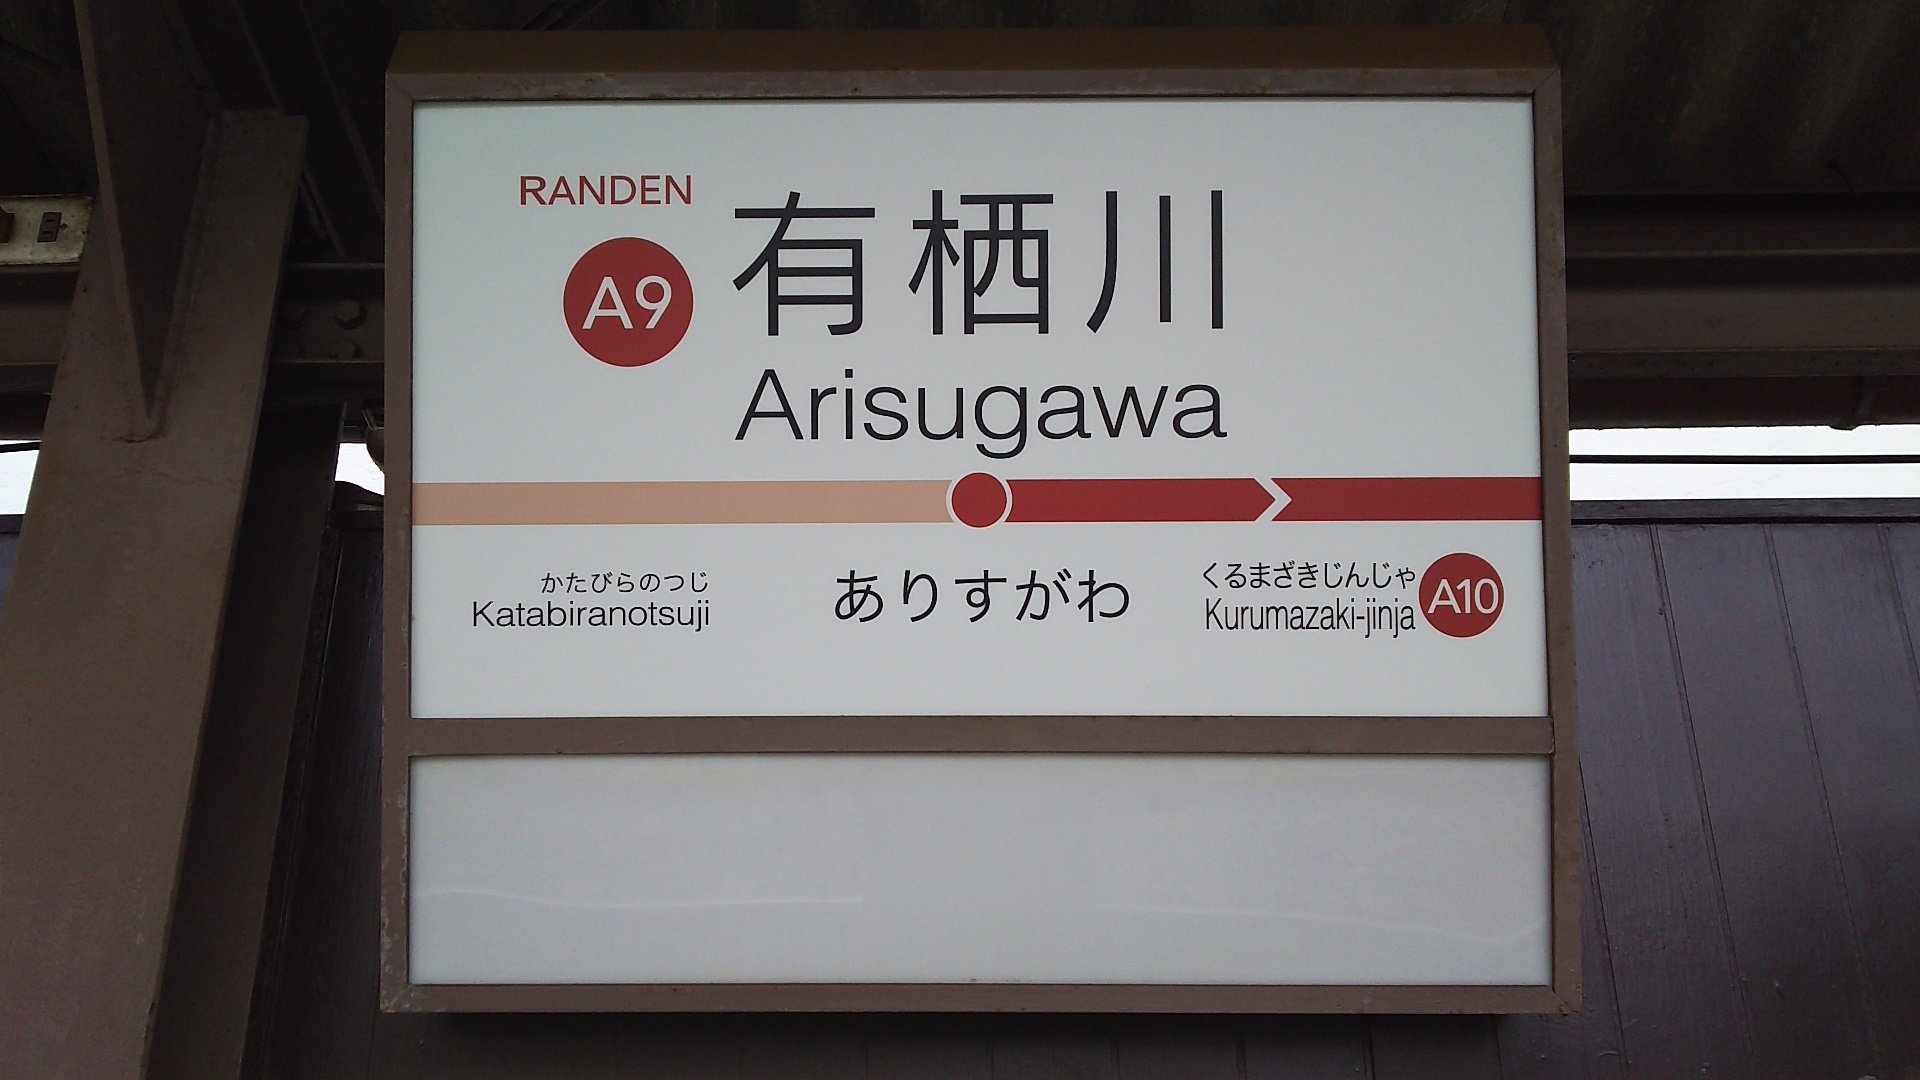 RANDEN
A9
有栖川
Arisugawa
かたびらのつじ
Katabiranotsuji
ありすがわ
くるまざきじんじゃ
Kurumazaki-jinja
A10